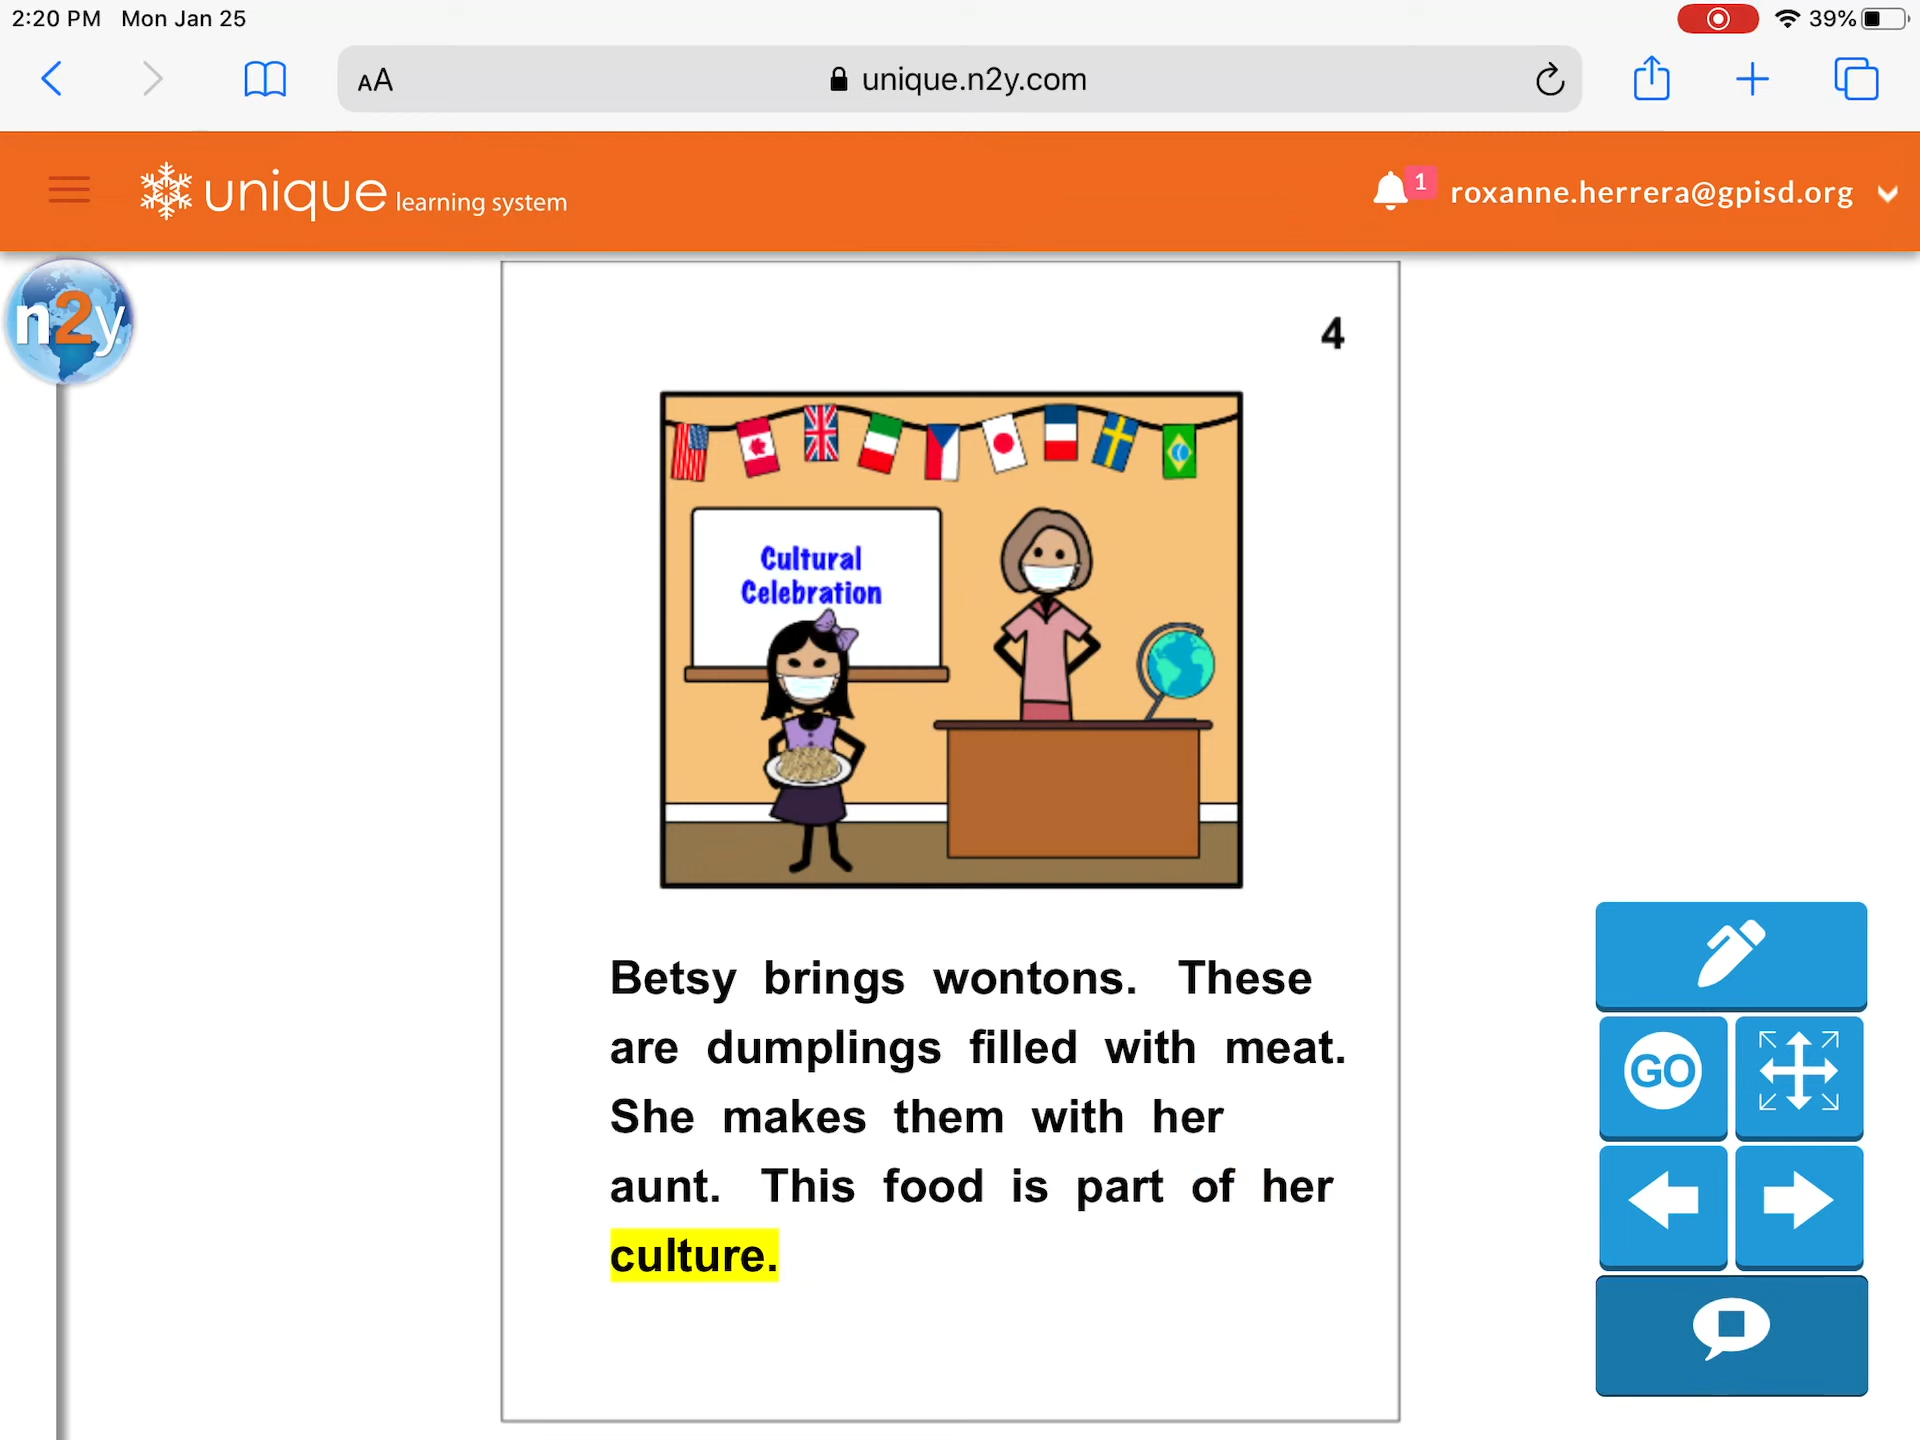 2:20 PM Mon Jan 25
39%
AA
unique.n2y.com
unique learning system
1
roxanne.herrera@gpisd.org
n2y
4
Cultural
Celebration
Betsy brings wontons. These
are dumplings filled with meat.
She makes them with her
aunt. This food is part of her
culture.
GO